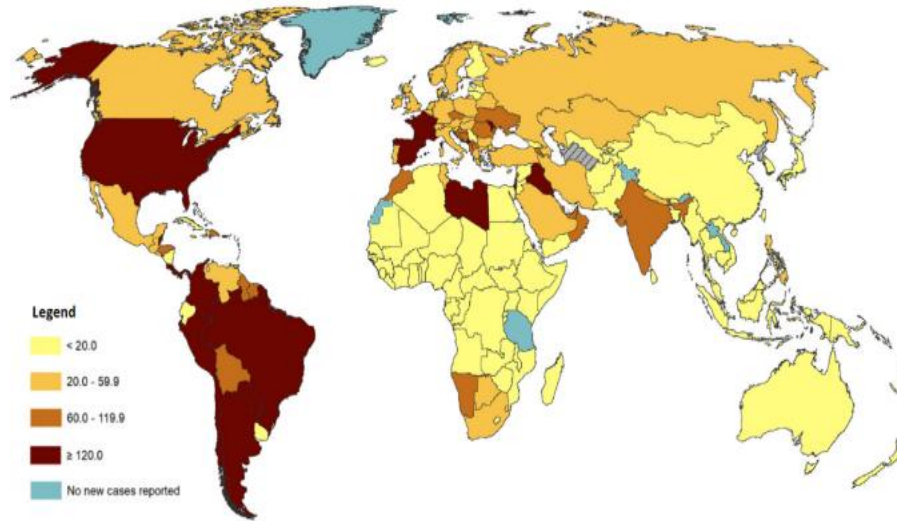 Legend
< 20.0
20.0 - 59.9
60.0 - 119.9
≥ 120.0
No new cases reported